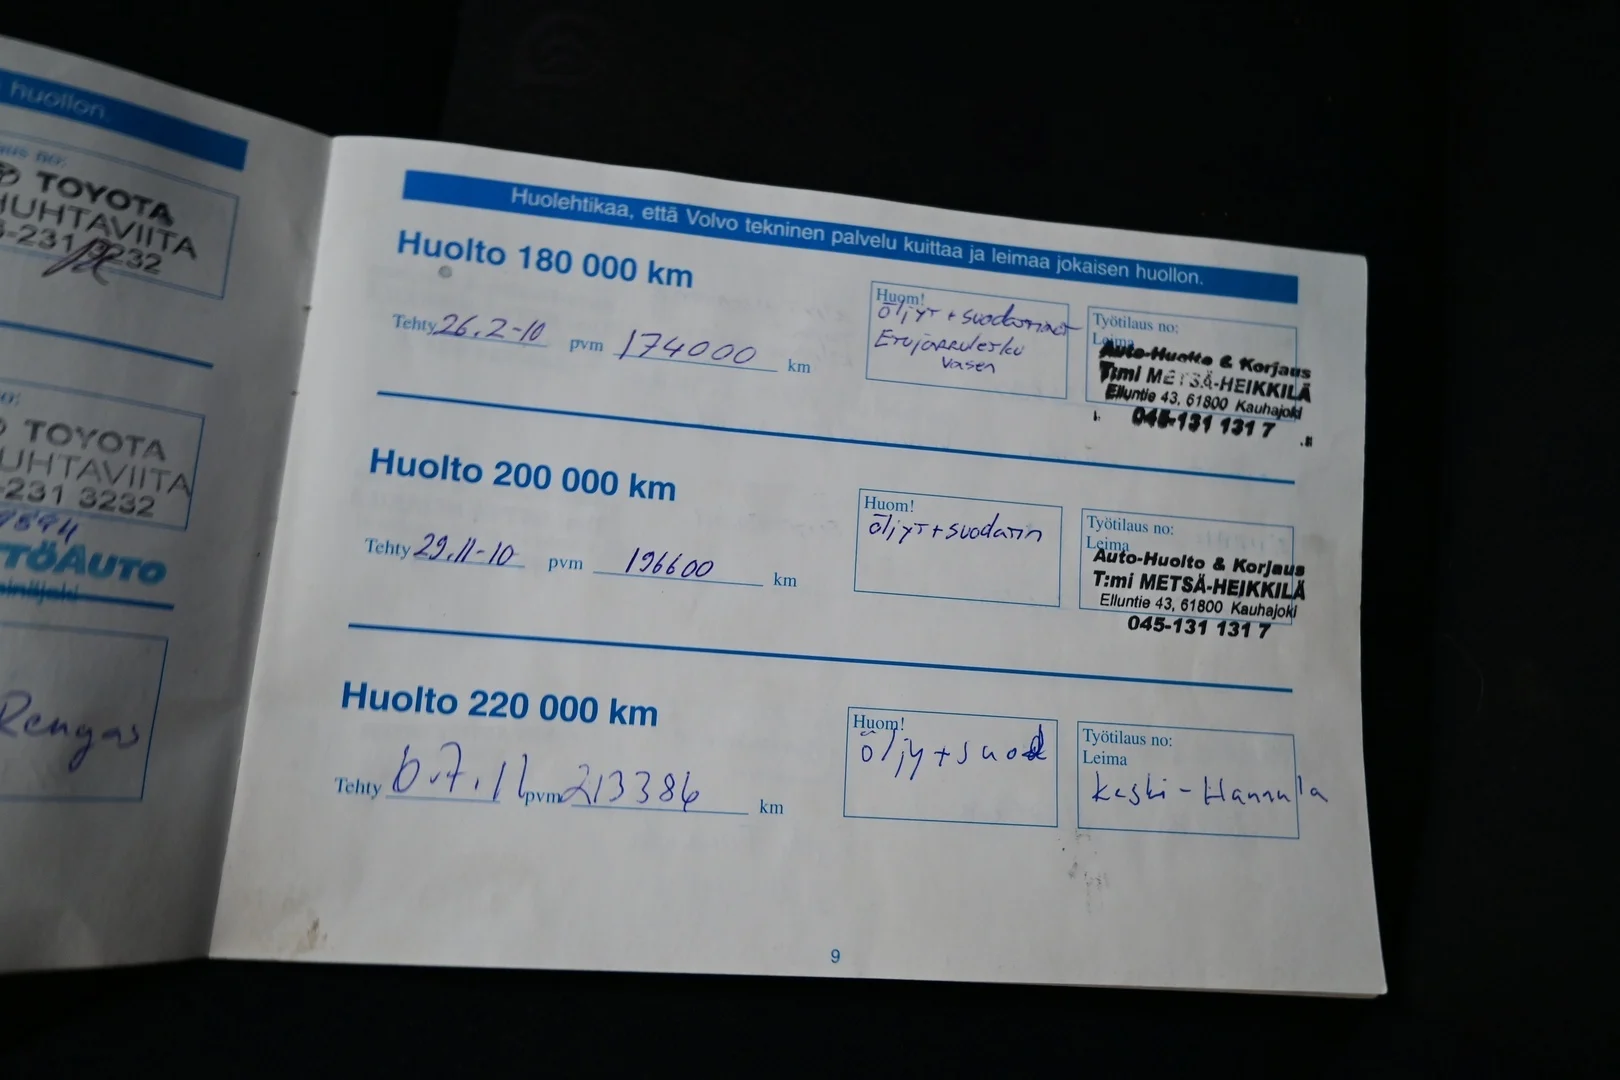 huollon.
TOYOTA
HUHTAVIITA
232
TOYOTA
UHTAVIITA
-231 3232
TÖAUTO
Rengas
Huolehtikaa, että Volvo tekninen palvelu kuittaa ja leimaa jokaisen huollon.
Huolto 180 000 km
Tehty 26.2-10 pvm 174000 km
Huom!
öljyt + suodattimet
Etujarrulevy
vasen
Työtilaus no:
Leima
Auto-Huolto & Korjaus
T:mi METSÄ-HEIKKILÄ
Elluntie 43, 61800 Kauhajoki
045-131 131 7
Huolto 200 000 km
Tehty 29.11-10 pvm 196600 km
Huom!
öljyt + suodatin
Työtilaus no:
Leima
Auto-Huolto & Korjaus
T:mi METSÄ-HEIKKILÄ
Elluntie 43, 61800 Kauhajoki
045-131 131 7
Huolto 220 000 km
Tehty 6.7.11 pvm 213386 km
Huom!
öljy + suod
Työtilaus no:
Leima
Keski-Hannula
9